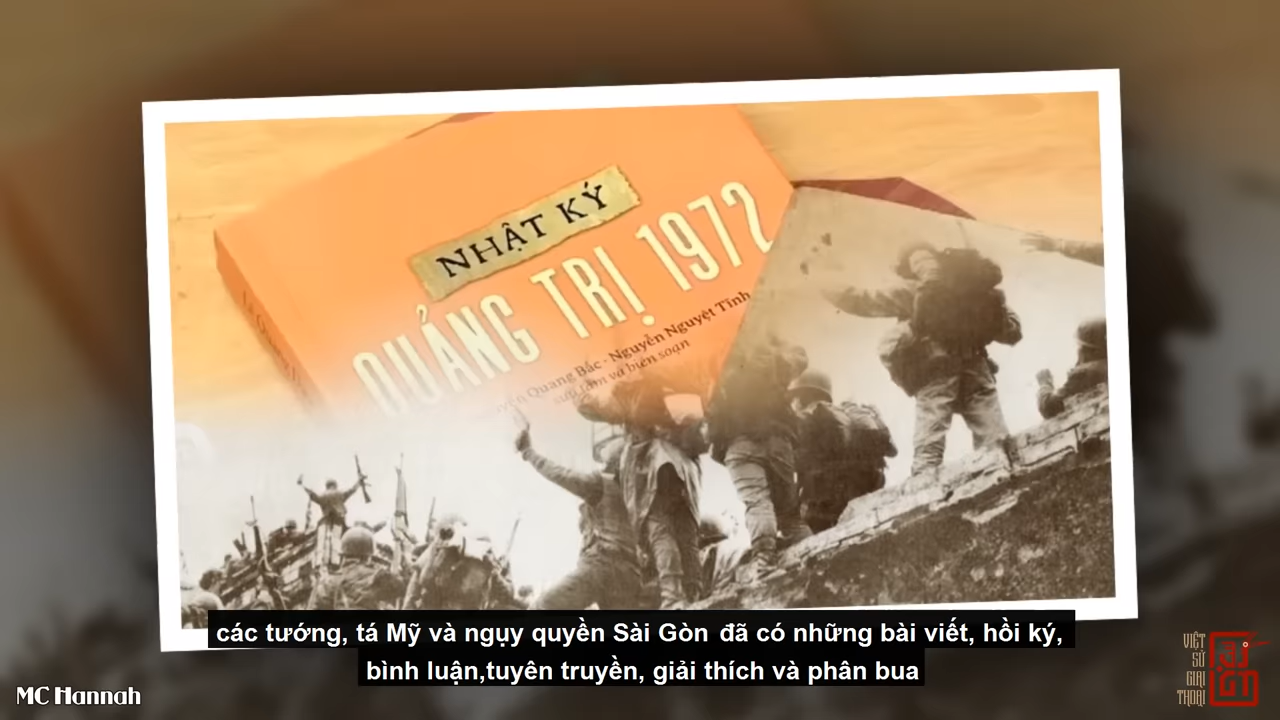 NHẬT KÝ
QUẢNG TRỊ 1972
Quang Bắc - Nguyễn Nguyệt Tĩnh
sưu tầm và biên soạn
các tướng, tá Mỹ và ngụy quyền Sài Gòn đã có những bài viết, hồi ký,
bình luận,tuyên truyền, giải thích và phân bua
MC Hannah
VIỆT
SỬ
GIAI
THOẠI